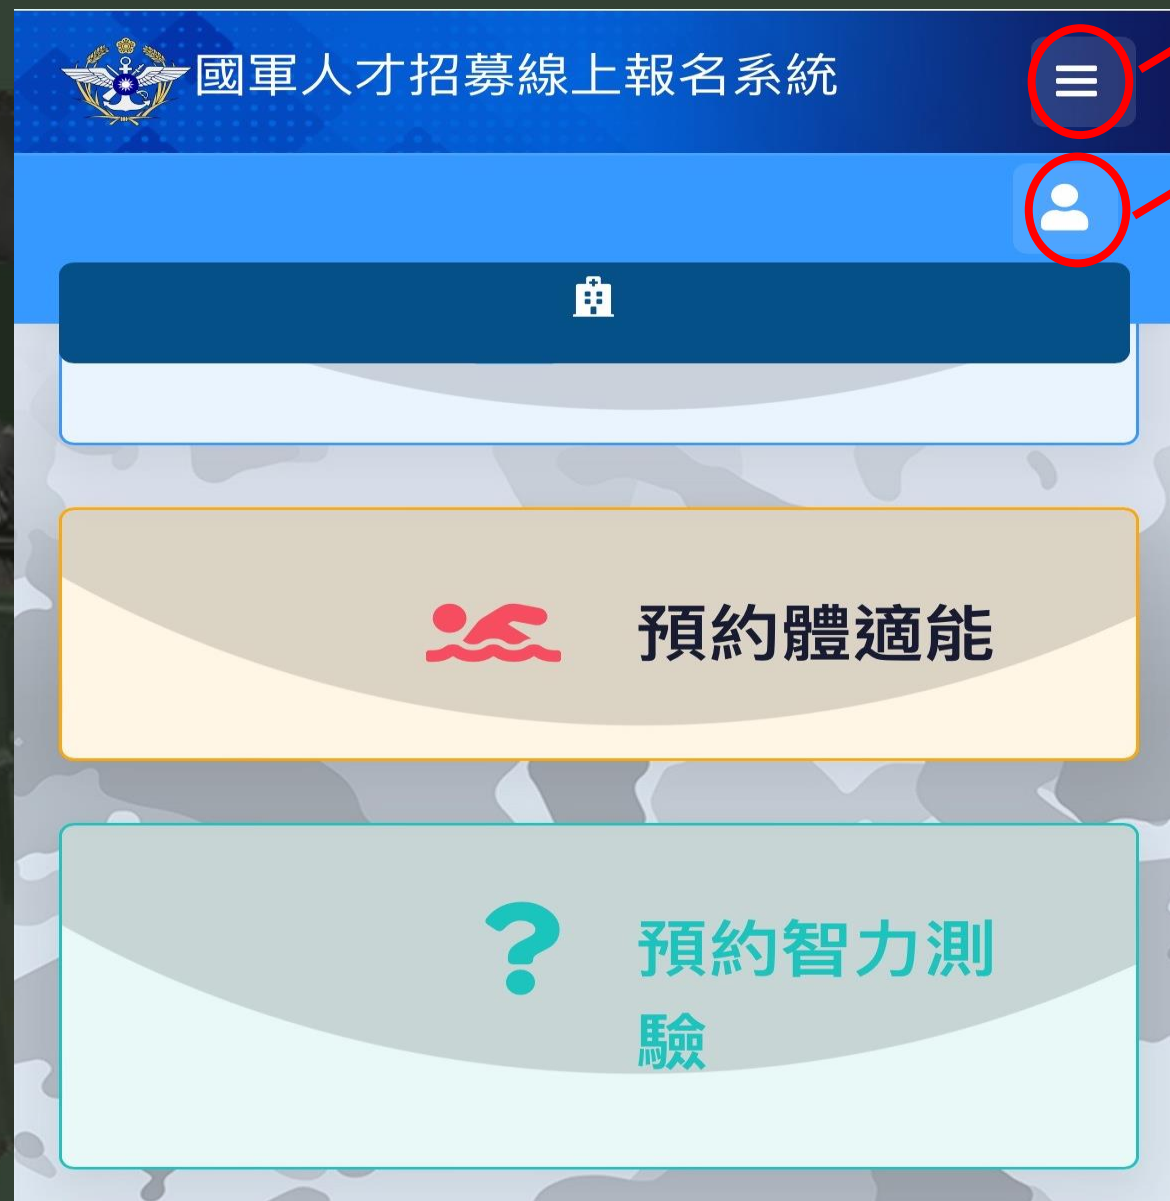 國軍人才招募線上報名系統
預約體適能
預約智力測
驗